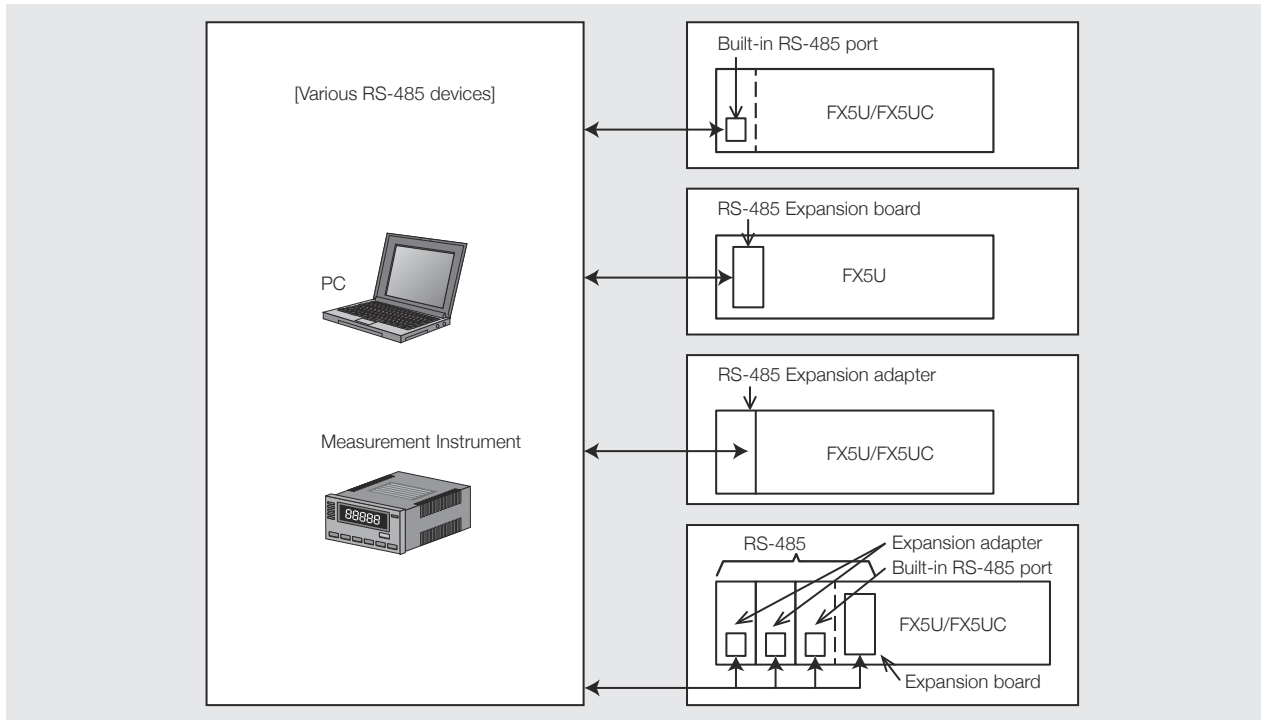 [Various RS-485 devices]
PC
Measurement Instrument
88888
Built-in RS-485 port
FX5U/FX5UC
RS-485 Expansion board
FX5U
RS-485 Expansion adapter
FX5U/FX5UC
RS-485
Expansion adapter
Built-in RS-485 port
FX5U/FX5UC
Expansion board